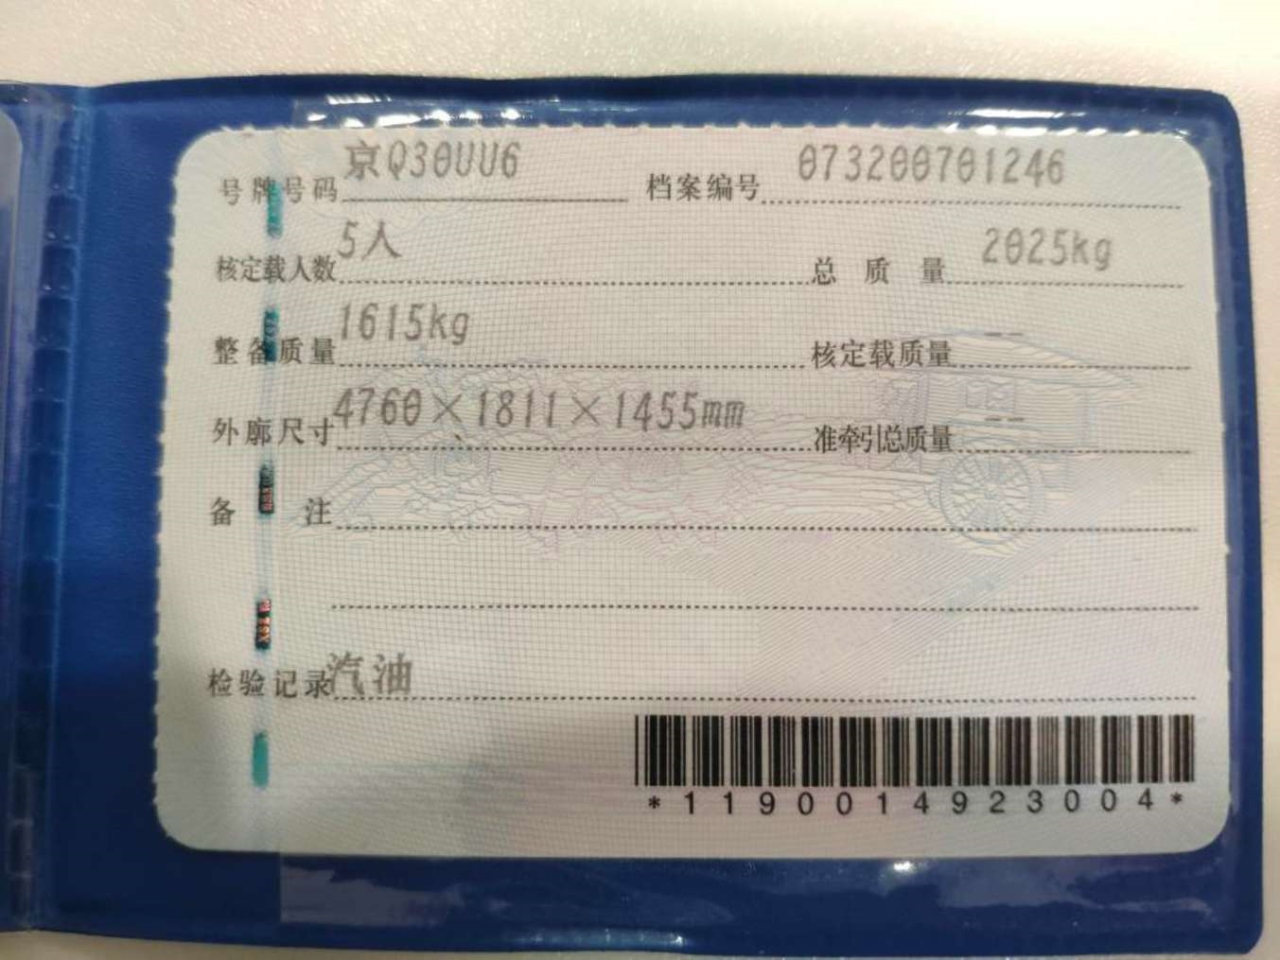 号牌号码 京Q30UU6 档案编号 073200701246
核定载人数 5人 总质量 2025kg
整备质量 1615kg 核定载质量 --
外廓尺寸 4760×1811×1455mm 准牵引总质量 --
备注
检验记录 汽油
*1190014923004*